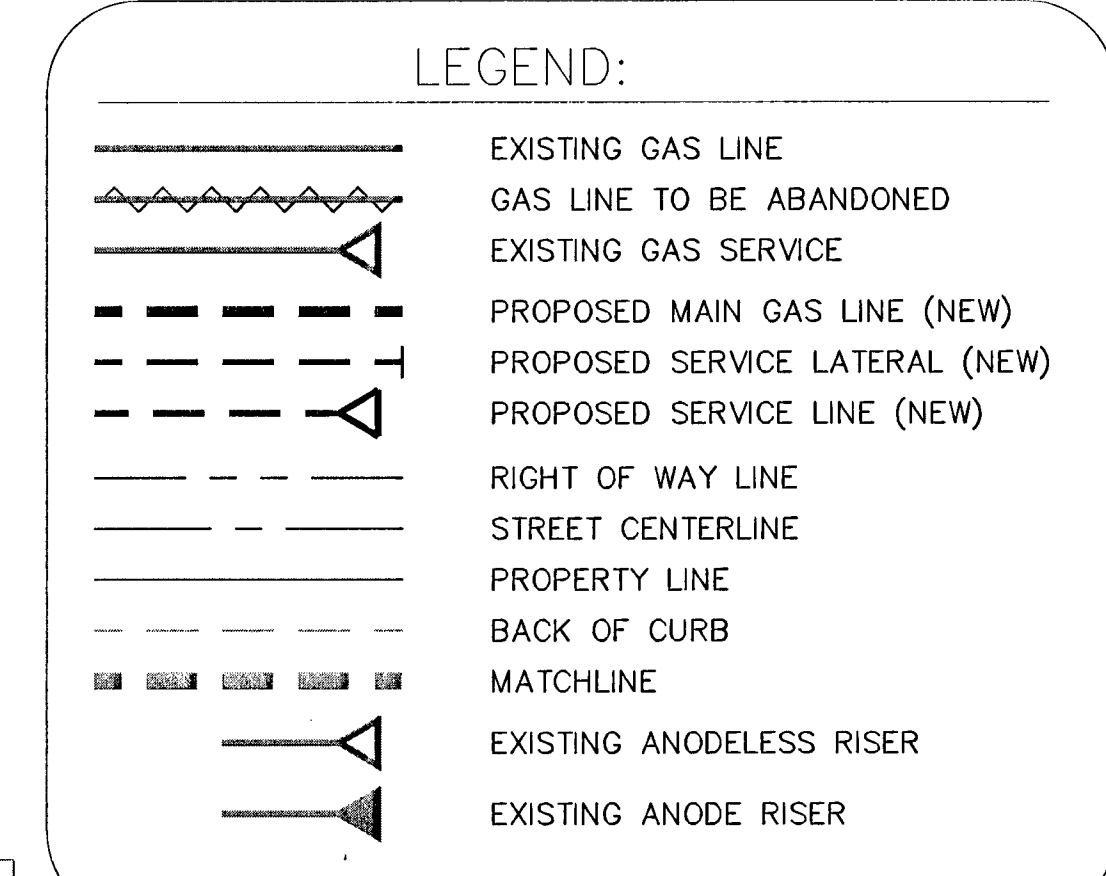 LEGEND:
EXISTING GAS LINE
GAS LINE TO BE ABANDONED
EXISTING GAS SERVICE
PROPOSED MAIN GAS LINE (NEW)
PROPOSED SERVICE LATERAL (NEW)
PROPOSED SERVICE LINE (NEW)
RIGHT OF WAY LINE
STREET CENTERLINE
PROPERTY LINE
BACK OF CURB
MATCHLINE
EXISTING ANODELESS RISER
EXISTING ANODE RISER